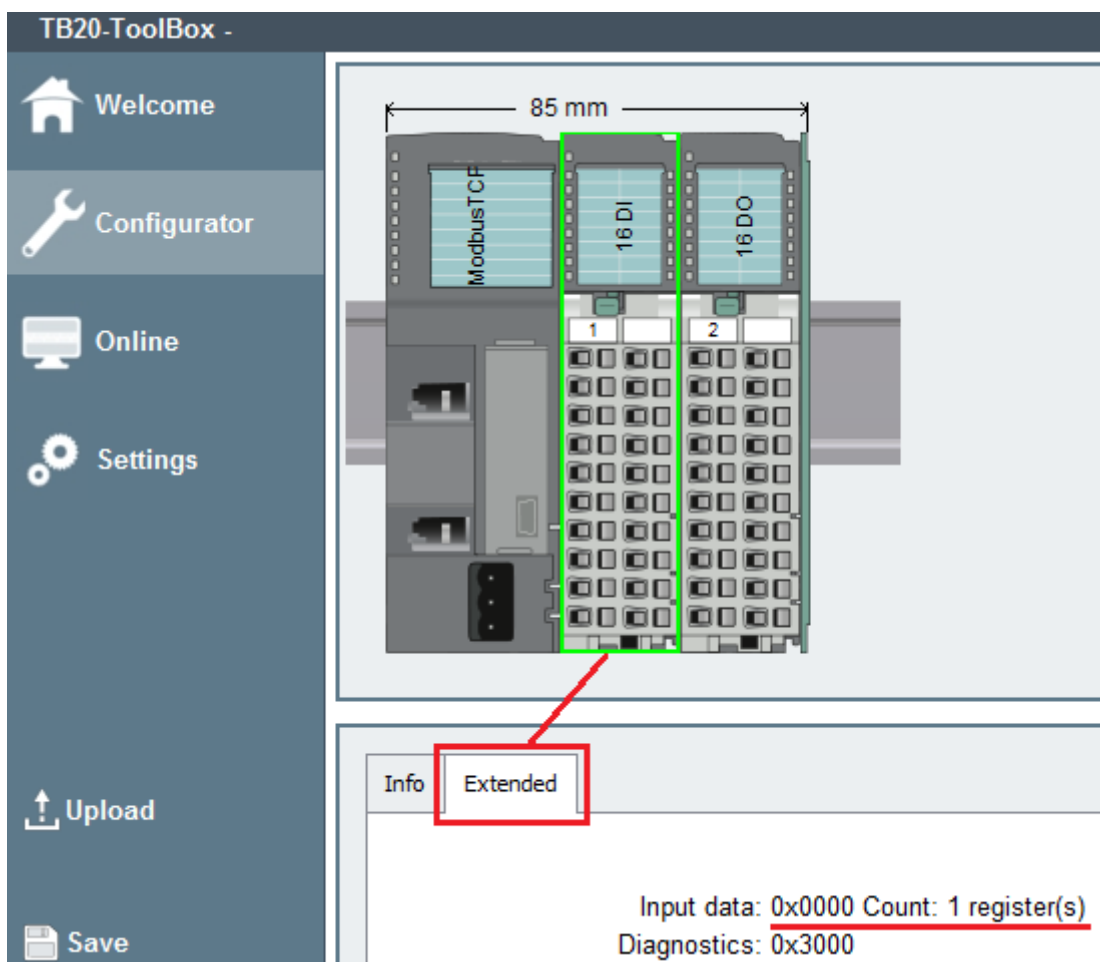 TB20-ToolBox -
Welcome
Configurator
Online
Settings
Upload
Save
85 mm
ModbusTCP
16 DI
16 DO
1
2
Info
Extended
Input data: 0x0000 Count: 1 register(s)
Diagnostics: 0x3000